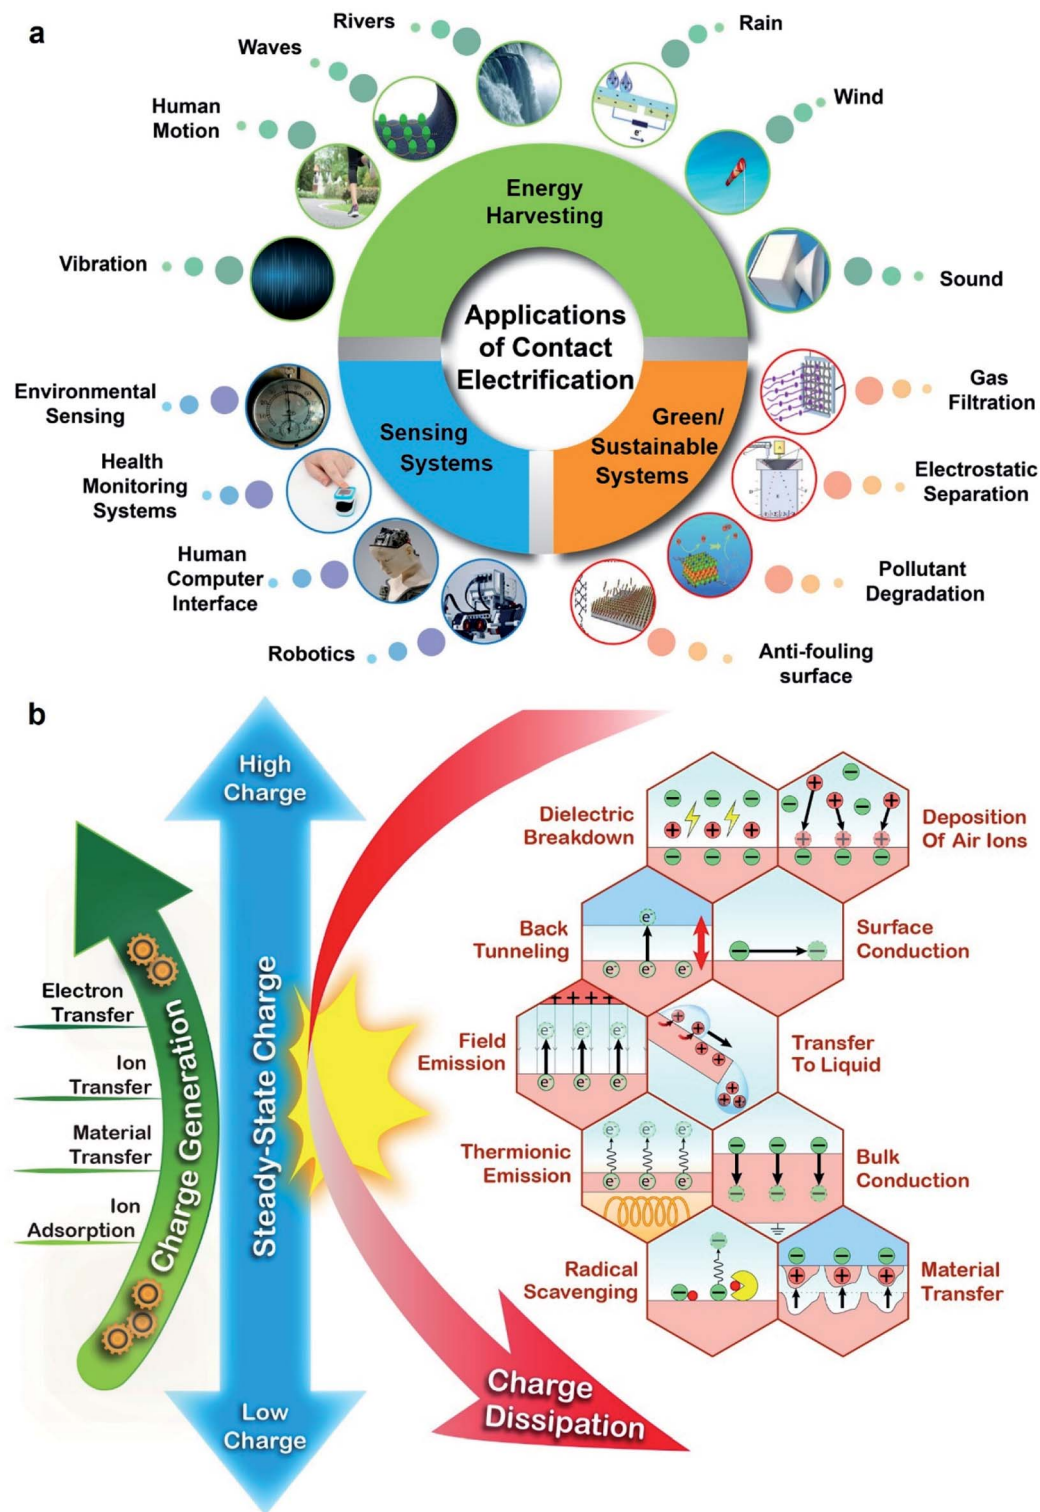 a
Rivers
Rain
Waves
Wind
Human
Motion
Energy
Harvesting
Vibration
Sound
Applications
of Contact
Electrification
Environmental
Sensing
Gas
Filtration
Sensing
Systems
Green/
Sustainable
Systems
Health
Monitoring
Systems
Electrostatic
Separation
Human
Computer
Interface
Pollutant
Degradation
Robotics
Anti-fouling
surface
e⁻
b
High
Charge
Dielectric
Breakdown
Deposition
Of Air Ions
Back
Tunneling
e⁻
e⁻ e⁻ e⁻
Surface
Conduction
Electron
Transfer
Ion
Transfer
Material
Transfer
Ion
Adsorption
Charge Generation
Steady-State Charge
Field
Emission
e⁻ e⁻ e⁻
e⁻ e⁻ e⁻
Transfer
To Liquid
Thermionic
Emission
e⁻ e⁻ e⁻
e⁻ e⁻ e⁻
Bulk
Conduction
Radical
Scavenging
Material
Transfer
Low
Charge
Charge
Dissipation